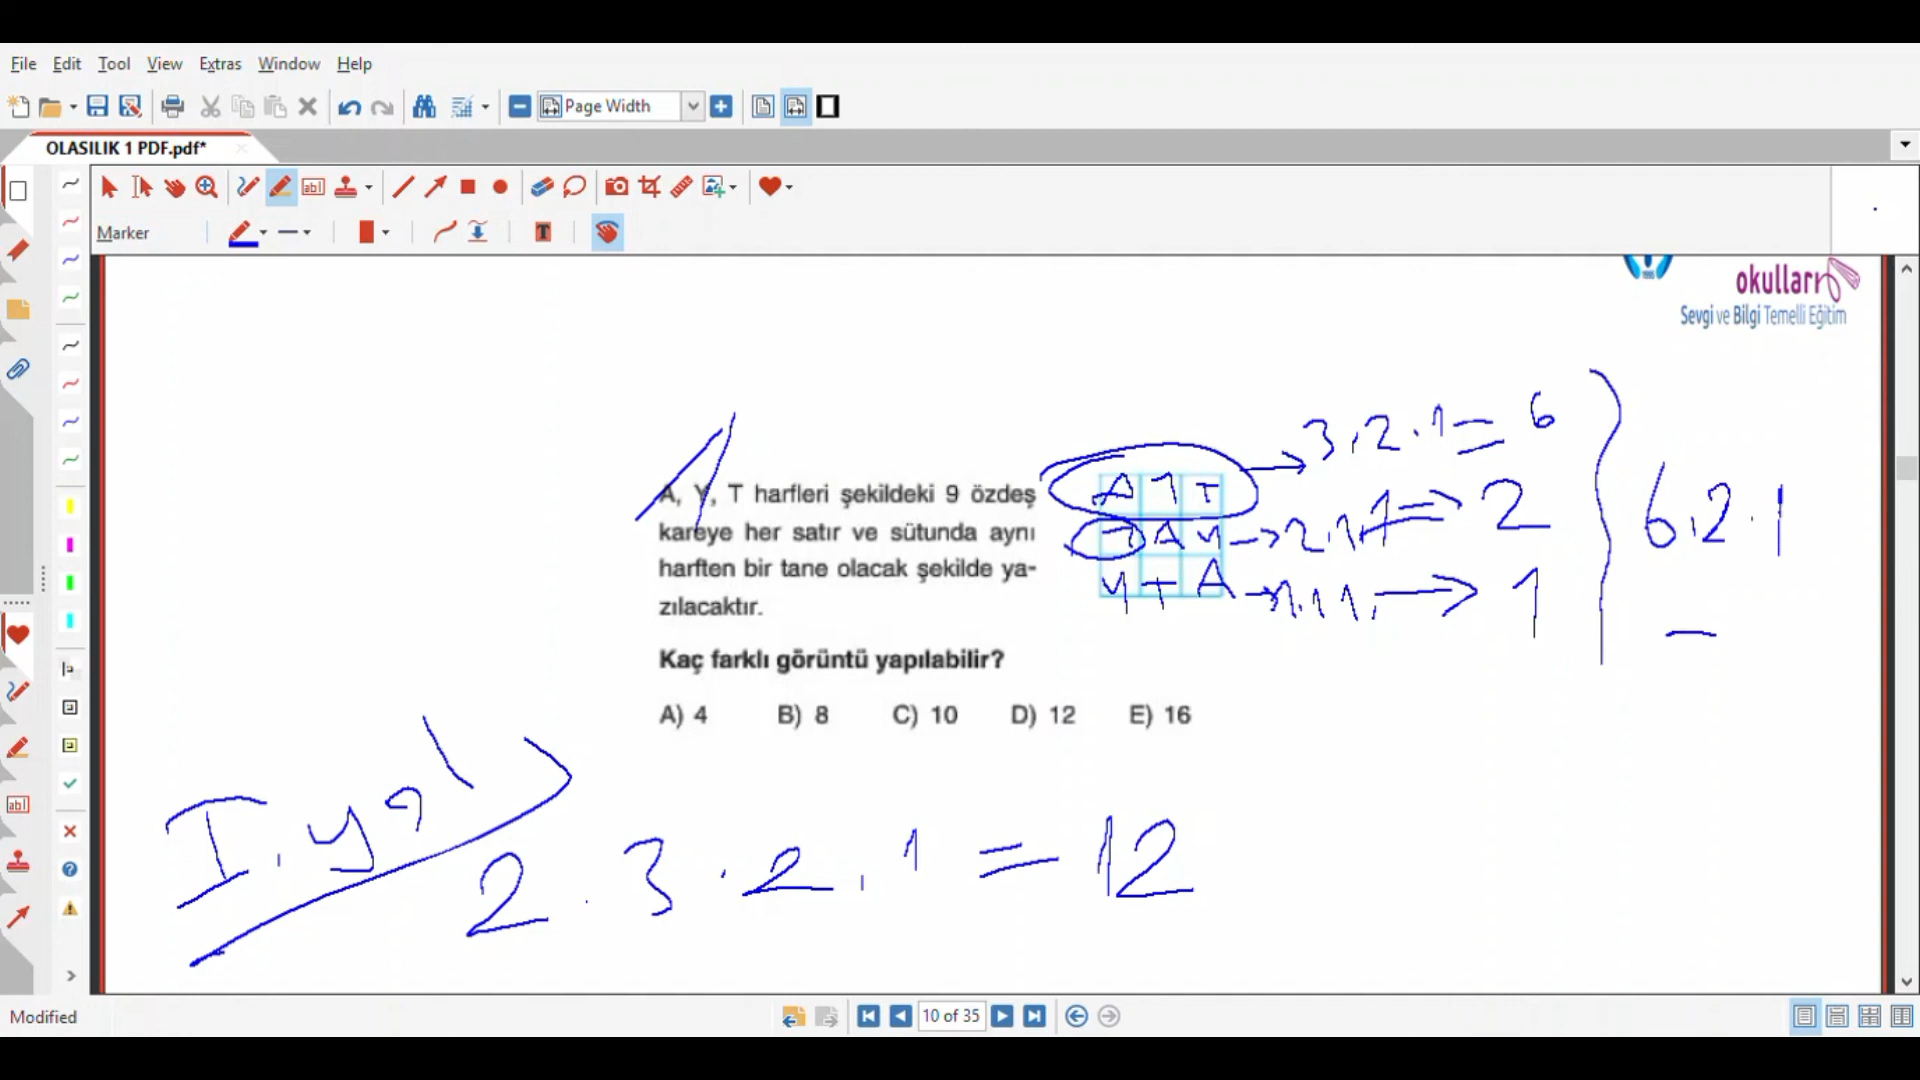 File Edit Tool View Extras Window Help
Page Width
OLASILIK 1 PDF.pdf*
Marker
okulları
Sevgi ve Bilgi Temelli Eğitim
A, Y, T harfleri şekildeki 9 özdeş
kareye her satır ve sütunda aynı
harften bir tane olacak şekilde ya-
zılacaktır.
Kaç farklı görüntü yapılabilir?
A) 4 B) 8 C) 10 D) 12 E) 16
A Y T
T A Y
Y T A
3.2.1=6
2.1.1 2
1.1.1. 1
6.2.1
I. yol
2.3.2.1=12
10 of 35
Modified